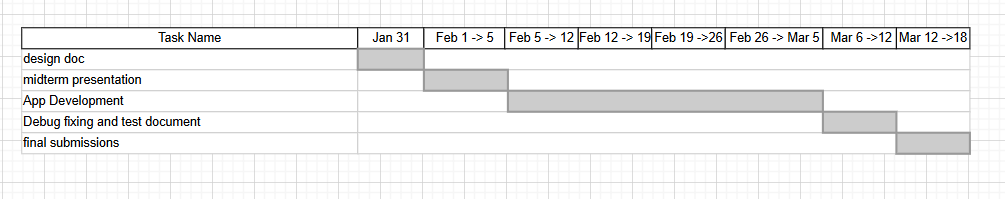 Task Name Jan 31 Feb 1 -> 5 Feb 5 -> 12 Feb 12 -> 19 Feb 19 ->26 Feb 26 -> Mar 5 Mar 6 ->12 Mar 12 ->18
design doc
midterm presentation
App Development
Debug fixing and test document
final submissions